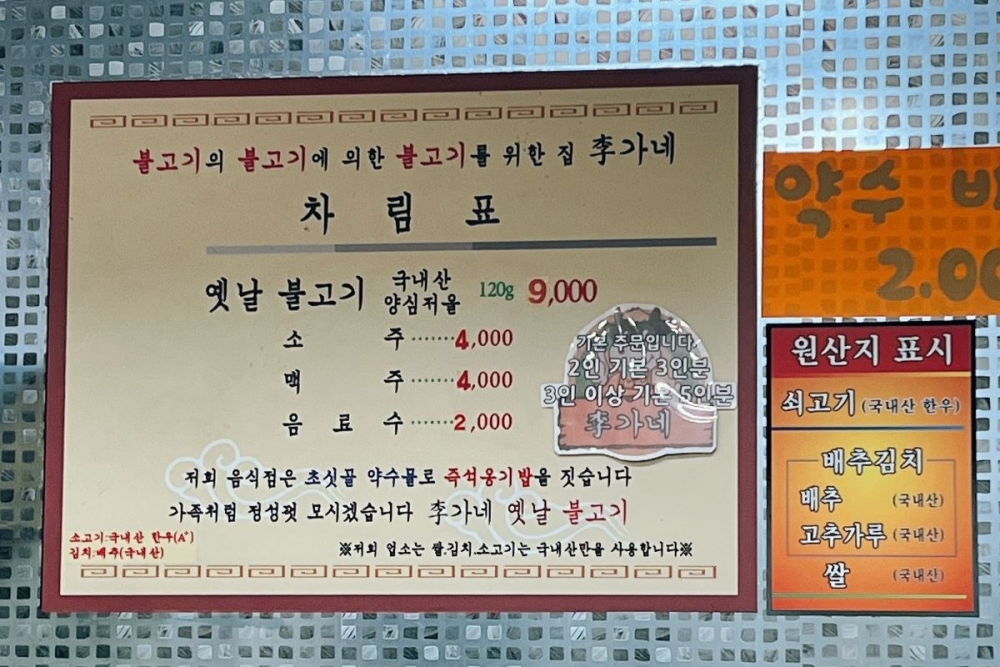 불고기의 불고기에 의한 불고기를 위한 집 李가네
차 림 표
옛날 불고기 국내산 양심저울 120g 9,000
소 주 ······· 4,000
맥 주 ······· 4,000
음 료 수 ······· 2,000
기본 주문입니다
2인 기본 3인분
3인 이상 기본 5인분
李가네
저희 음식점은 초싯골 약수물로 즉석옹기밥을 짓습니다
가족처럼 정성껏 모시겠습니다 李가네 옛날 불고기
소고기:국내산 한우(A⁺)
김치:배추(국내산)
※저희 업소는 쌀,김치,소고기는 국내산만을 사용합니다※
약수
2.00
원산지 표시
쇠고기 (국내산 한우)
배추김치
배추 (국내산)
고추가루 (국내산)
쌀 (국내산)